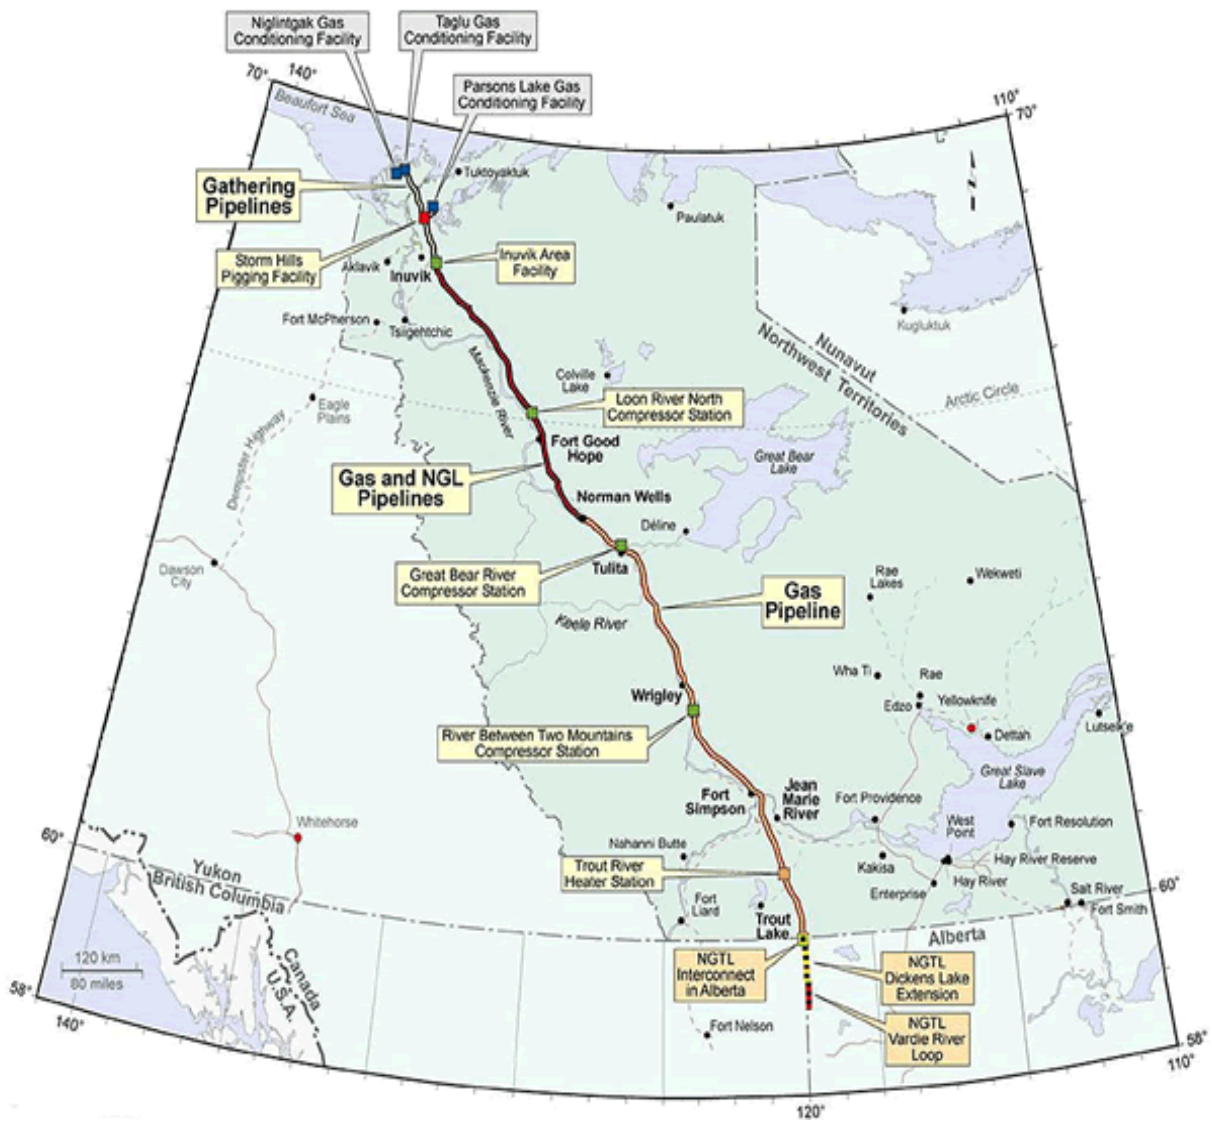 Niglintgak Gas
Conditioning Facility
Taglu Gas
Conditioning Facility
Parsons Lake Gas
Conditioning Facility
70°
140°
110°
70°
Beaufort Sea
N
Gathering
Pipelines
Tuktoyaktuk
Paulatuk
Storm Hills
Pigging Facility
Aklavik
Inuvik
Inuvik Area
Facility
Fort McPherson
Tsiigehtchic
Kugluktuk
Nunavut
Northwest Territories
Mackenzie River
Colville
Lake
Arctic Circle
Eagle
Plains
Loon River North
Compressor Station
Dempster Highway
Fort Good
Hope
Great Bear
Lake
Gas and NGL
Pipelines
Norman Wells
Déline
Dawson
City
Great Bear River
Compressor Station
Tulita
Gas
Pipeline
Rae
Lakes
Wekweti
Keele River
Wha Ti
Rae
Wrigley
Edzo
Yellowknife
Dettah
Lutselk'e
River Between Two Mountains
Compressor Station
Great Slave
Lake
Fort
Simpson
Jean
Marie
River
Fort Providence
West
Point
Fort Resolution
Whitehorse
60°
Nahanni Butte
Kakisa
Hay River Reserve
Trout River
Heater Station
Enterprise
Hay River
Yukon
British Columbia
Fort
Liard
Trout
Lake
Salt River
60°
Fort Smith
Alberta
NGTL
Interconnect
in Alberta
NGTL
Dickens Lake
Extension
120 km
80 miles
Canada
U.S.A.
58°
140°
Fort Nelson
NGTL
Vardie River
Loop
58°
110°
120°